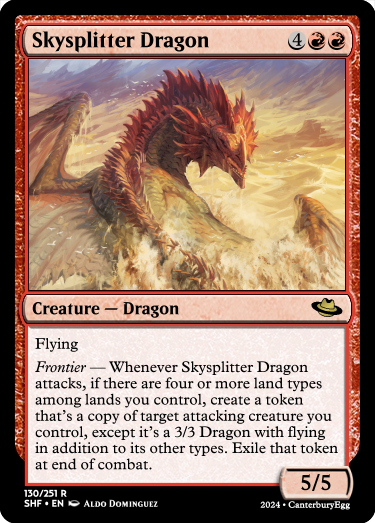 Skysplitter Dragon 4
Creature — Dragon
Flying
Frontier — Whenever Skysplitter Dragon
attacks, if there are four or more land types
among lands you control, create a token
that's a copy of target attacking creature you
control, except it's a 3/3 Dragon with flying
in addition to its other types. Exile that token
at end of combat.
5/5
130/251 R
SHF • EN Aldo Dominguez
2024 • CanterburyEgg